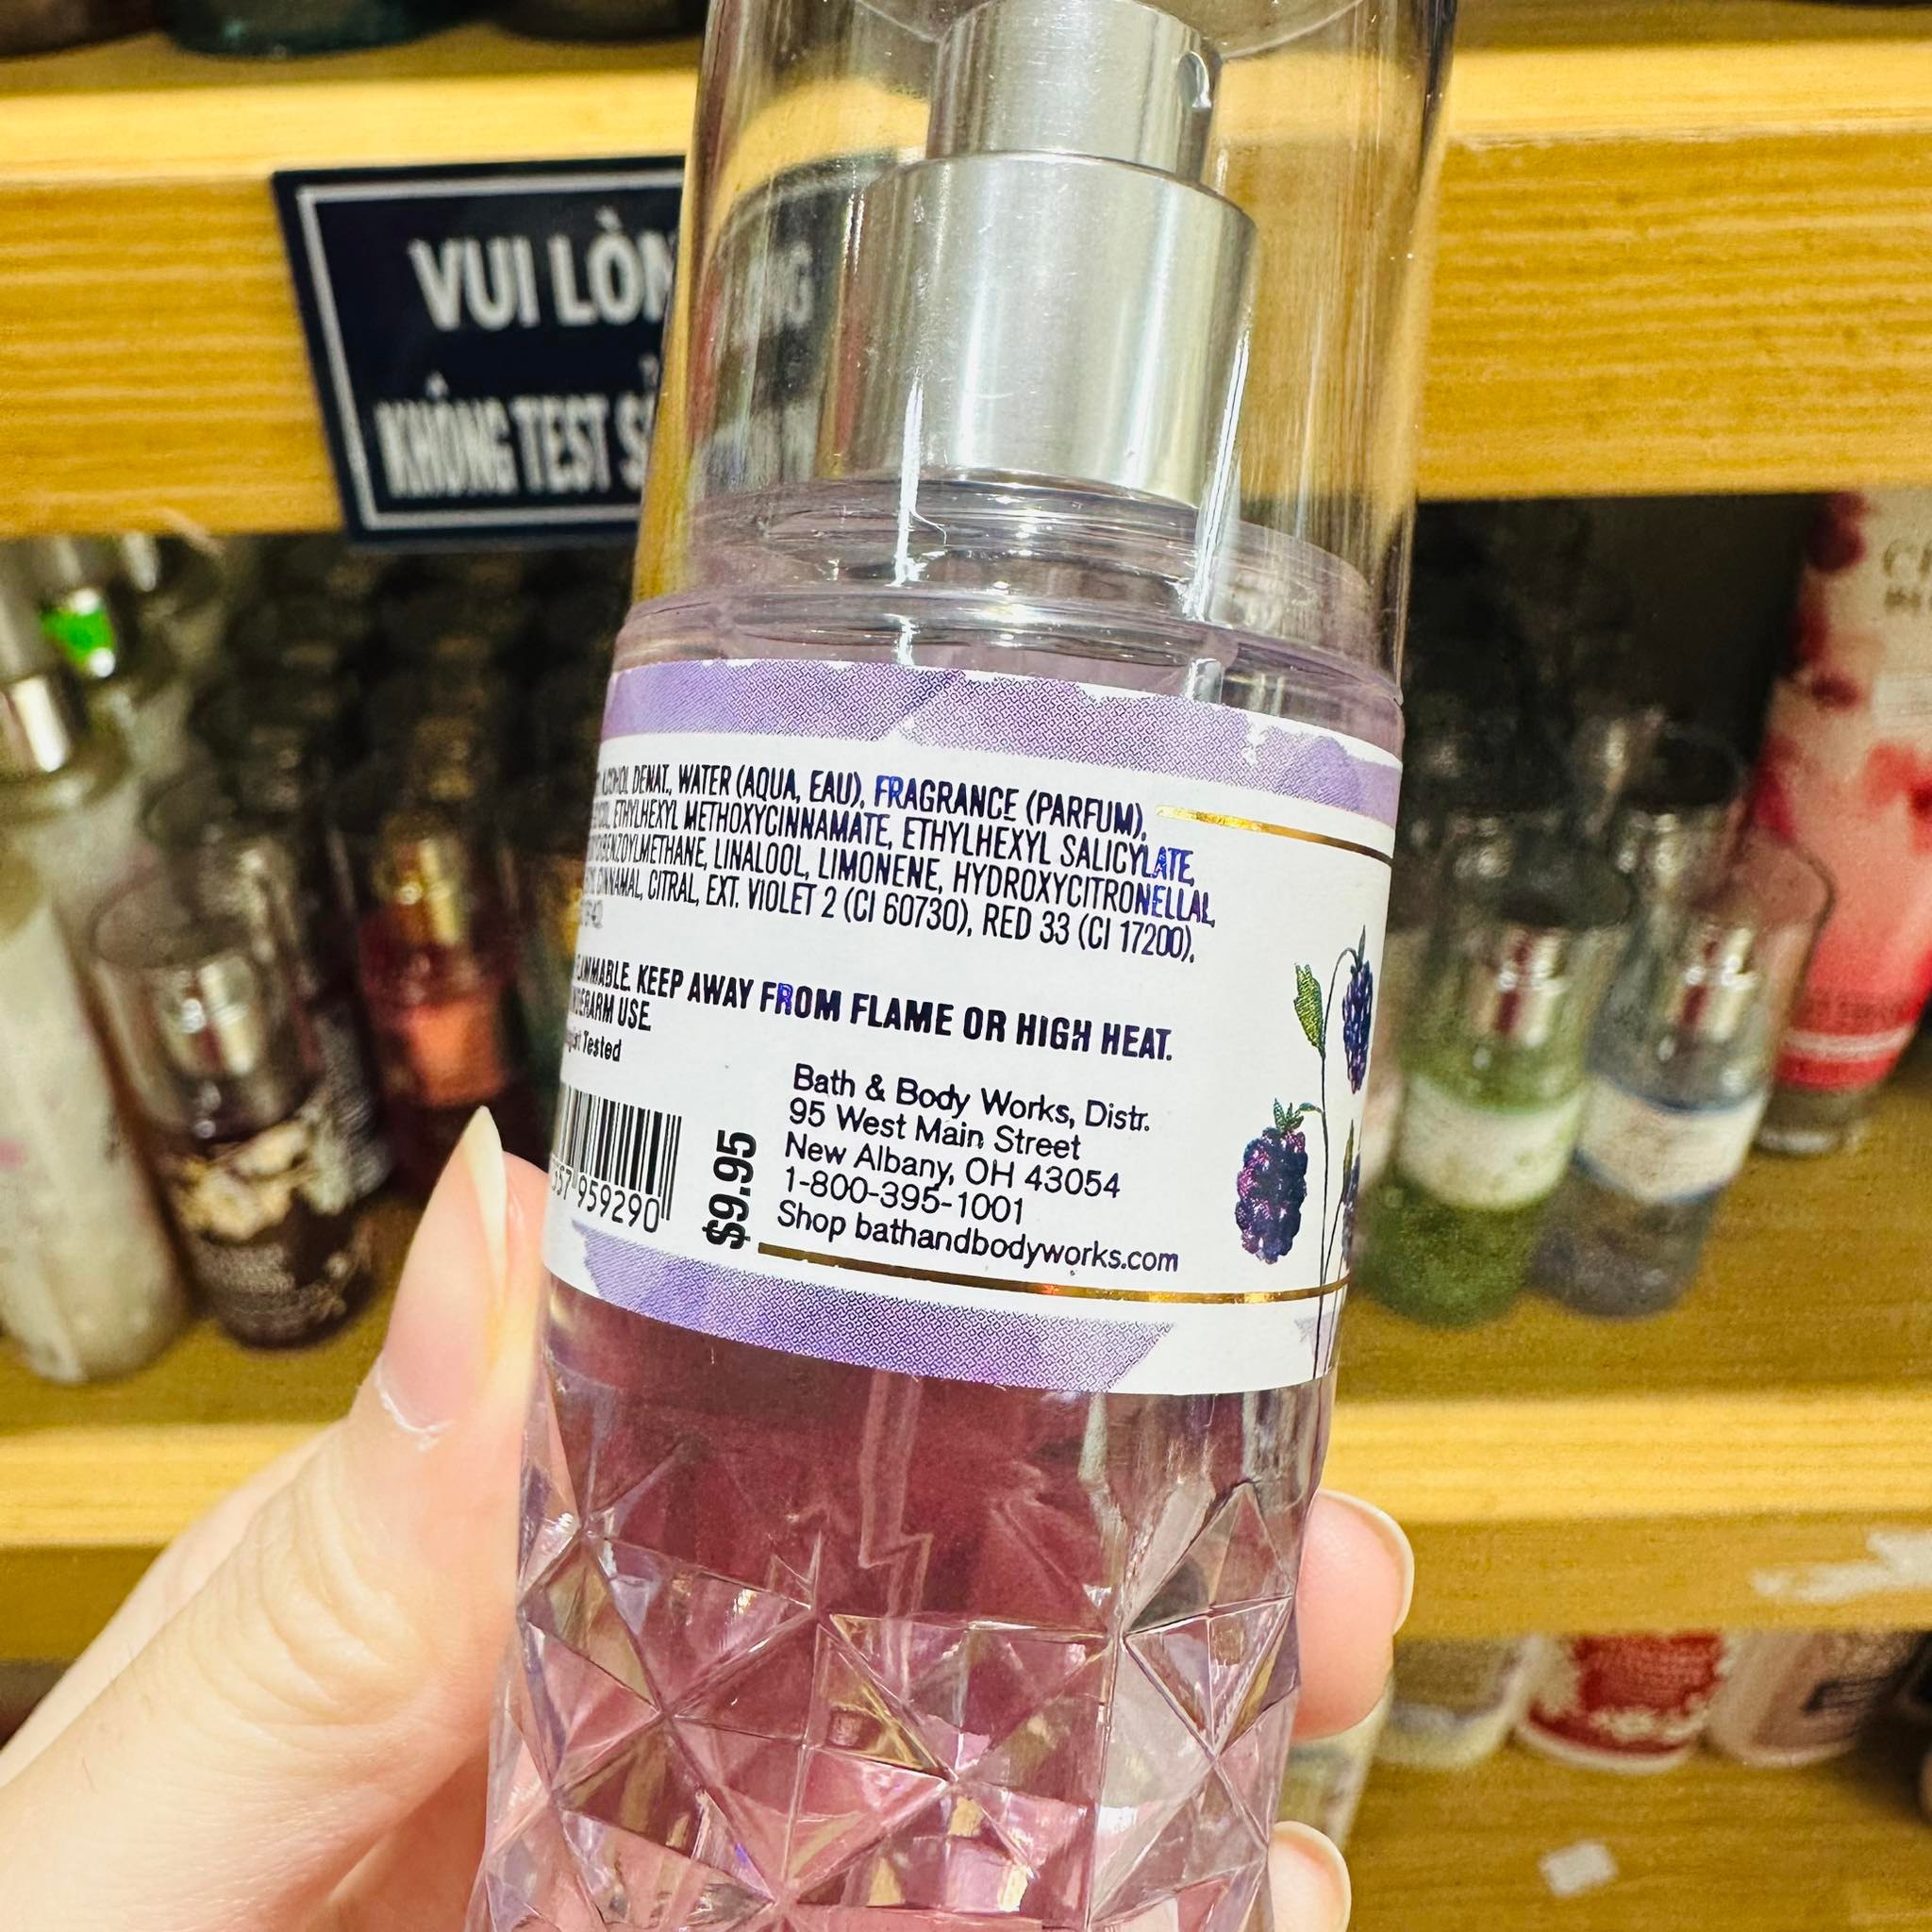 VUI LÒN
KHÔNG TEST
ALCOHOL DENAT., WATER (AQUA, EAU), FRAGRANCE (PARFUM),
ETHYLHEXYL METHOXYCINNAMATE, ETHYLHEXYL SALICYLATE,
LINALOOL, LIMONENE, HYDROXYCITRONELLAL,
CINNAMAL, CITRAL, EXT. VIOLET 2 (CI 60730), RED 33 (CI 17200),
KEEP AWAY FROM FLAME OR HIGH HEAT.
USE.
Tested
Bath & Body Works, Distr.
95 West Main Street
New Albany, OH 43054
1-800-395-1001
Shop bathandbodyworks.com
$9.95
959290